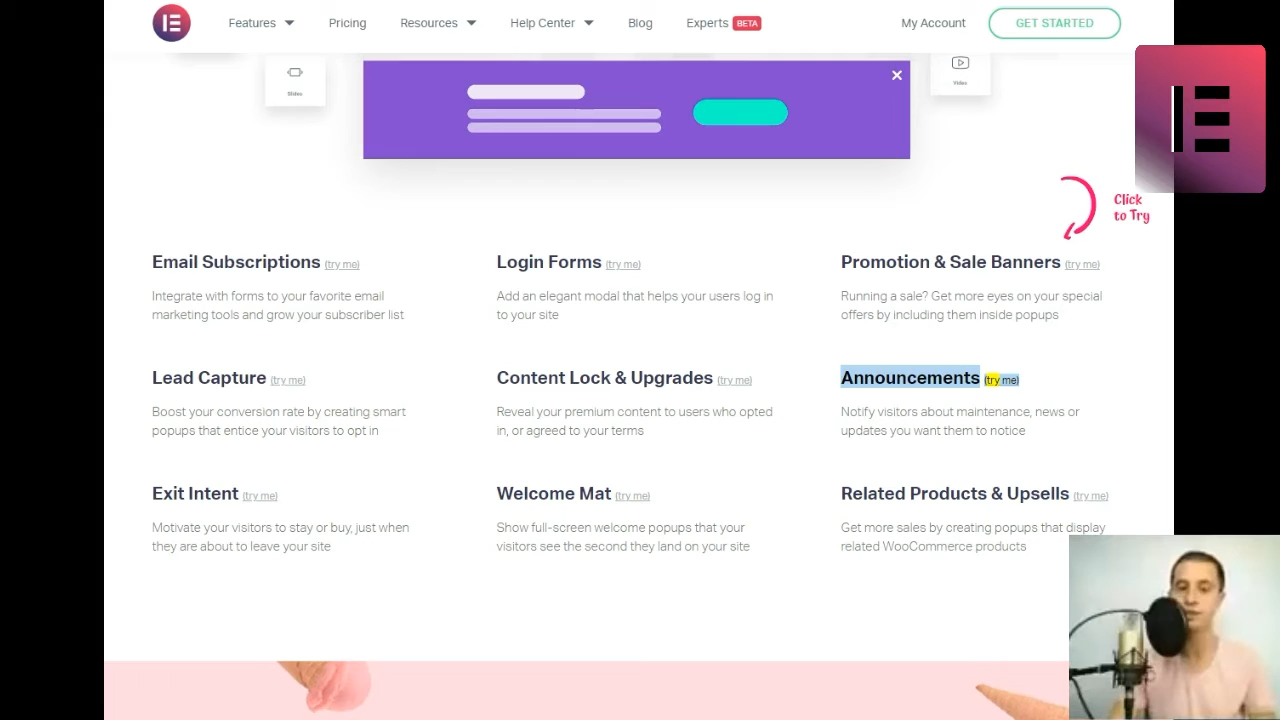 Features
Pricing
Resources
Help Center
Blog
Experts BETA
My Account
GET STARTED
Slides
Video
Click
to Try
Email Subscriptions (try me)
Integrate with forms to your favorite email
marketing tools and grow your subscriber list
Login Forms (try me)
Add an elegant modal that helps your users log in
to your site
Promotion & Sale Banners (try me)
Running a sale? Get more eyes on your special
offers by including them inside popups
Lead Capture (try me)
Boost your conversion rate by creating smart
popups that entice your visitors to opt in
Content Lock & Upgrades (try me)
Reveal your premium content to users who opted
in, or agreed to your terms
Announcements (try me)
Notify visitors about maintenance, news or
updates you want them to notice
Exit Intent (try me)
Motivate your visitors to stay or buy, just when
they are about to leave your site
Welcome Mat (try me)
Show full-screen welcome popups that your
visitors see the second they land on your site
Related Products & Upsells (try me)
Get more sales by creating popups that display
related WooCommerce products